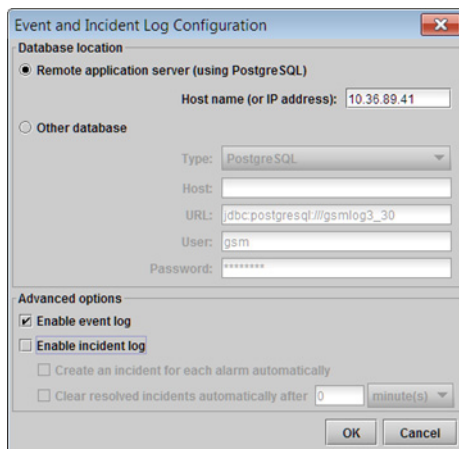 Event and Incident Log Configuration
Database location
Remote application server (using PostgreSQL)
Host name (or IP address): 10.36.89.41
Other database
Type: PostgreSQL
Host:
URL: jdbc:postgresql:///gsmlog3_30
User: gsm
Password: ********
Advanced options
Enable event log
Enable incident log
Create an incident for each alarm automatically
Clear resolved incidents automatically after 0 minute(s)
OK Cancel